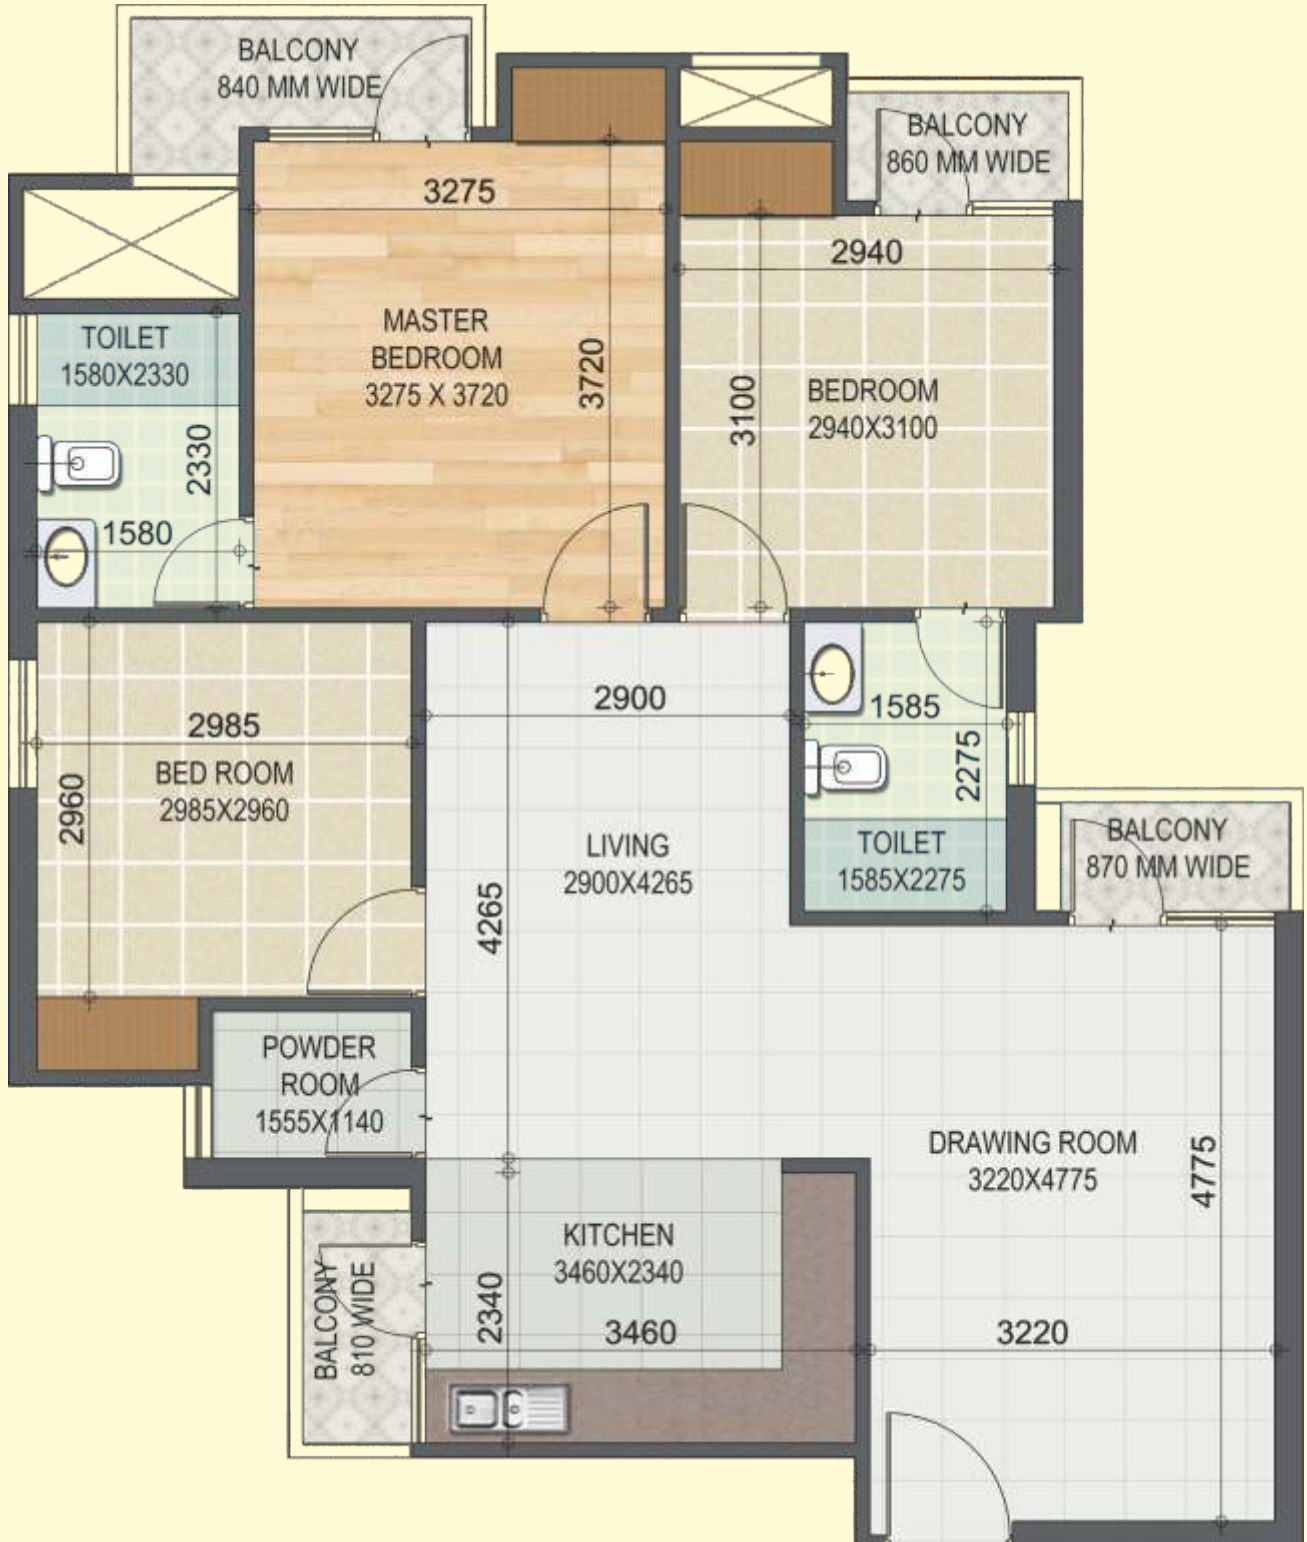 BALCONY
840 MM WIDE
BALCONY
860 MM WIDE
3275
2940
MASTER
BEDROOM
3275 X 3720
3720
TOILET
1580X2330
2330
1580
BEDROOM
2940X3100
3100
2985
BED ROOM
2985X2960
2960
2900
LIVING
2900X4265
4265
1585
2275
TOILET
1585X2275
BALCONY
870 MM WIDE
POWDER
ROOM
1555X1140
DRAWING ROOM
3220X4775
4775
KITCHEN
3460X2340
2340
3460
3220
BALCONY
810 WIDE